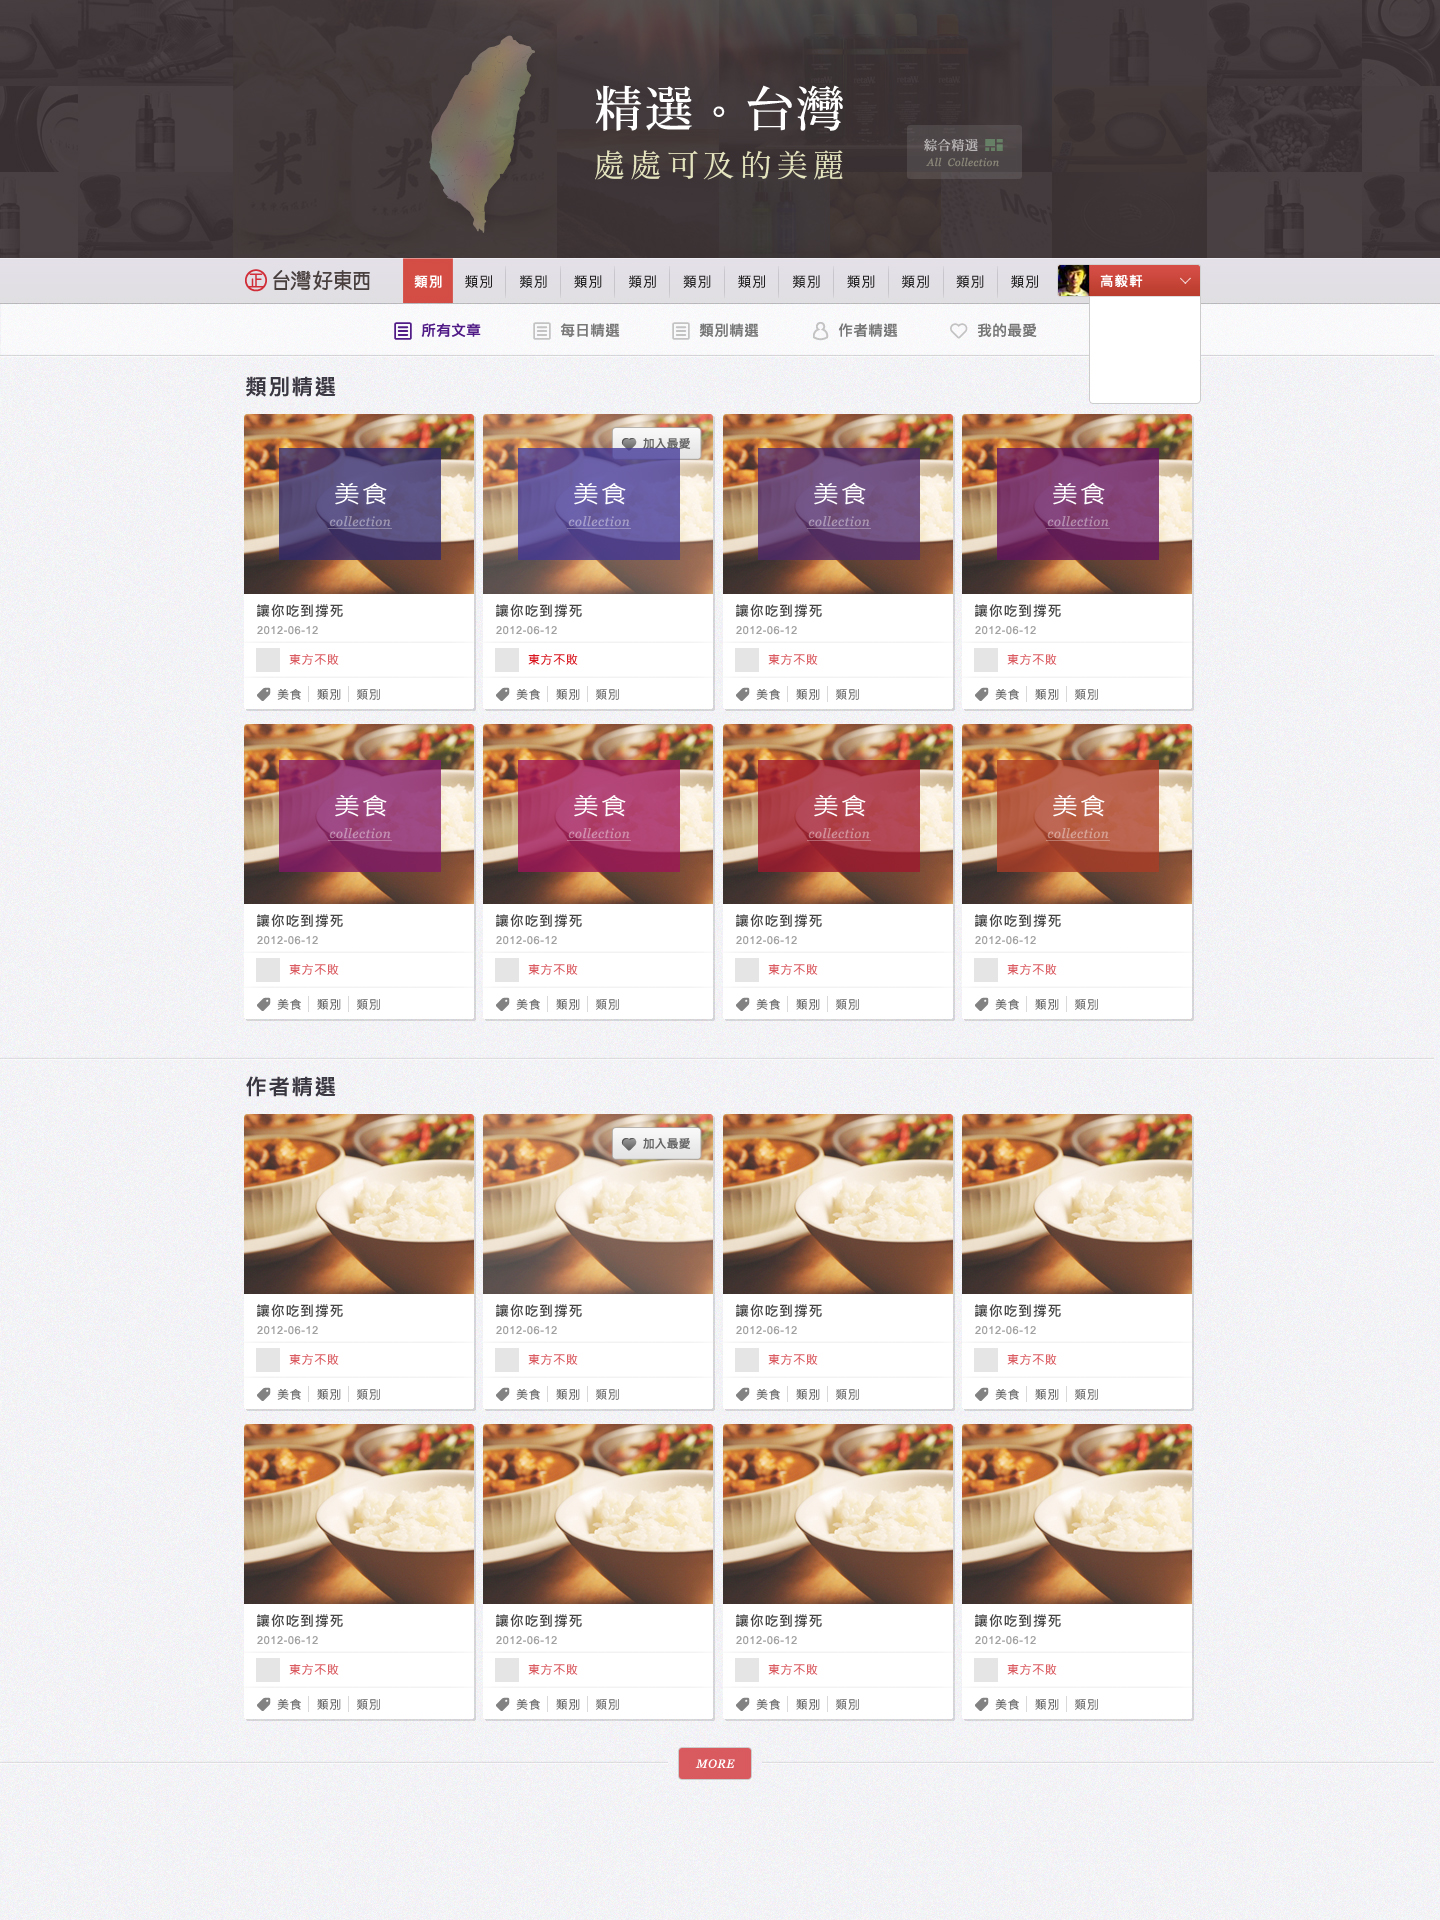 精選。台灣
處處可及的美麗
綜合精選
All Collection
正 台灣好東西
類別 類別 類別 類別 類別 類別 類別 類別 類別 類別 類別 類別
高毅軒
所有文章 每日精選 類別精選 作者精選 我的最愛
類別精選
加入最愛
美食 美食 美食 美食
collection collection collection collection
讓你吃到撐死 讓你吃到撐死 讓你吃到撐死 讓你吃到撐死
2012-06-12 2012-06-12 2012-06-12 2012-06-12
東方不敗 東方不敗 東方不敗 東方不敗
美食 類別 類別 美食 類別 類別 美食 類別 類別 美食 類別 類別
美食 美食 美食 美食
collection collection collection collection
讓你吃到撐死 讓你吃到撐死 讓你吃到撐死 讓你吃到撐死
2012-06-12 2012-06-12 2012-06-12 2012-06-12
東方不敗 東方不敗 東方不敗 東方不敗
美食 類別 類別 美食 類別 類別 美食 類別 類別 美食 類別 類別
作者精選
加入最愛
讓你吃到撐死 讓你吃到撐死 讓你吃到撐死 讓你吃到撐死
2012-06-12 2012-06-12 2012-06-12 2012-06-12
東方不敗 東方不敗 東方不敗 東方不敗
美食 類別 類別 美食 類別 類別 美食 類別 類別 美食 類別 類別
讓你吃到撐死 讓你吃到撐死 讓你吃到撐死 讓你吃到撐死
2012-06-12 2012-06-12 2012-06-12 2012-06-12
東方不敗 東方不敗 東方不敗 東方不敗
美食 類別 類別 美食 類別 類別 美食 類別 類別 美食 類別 類別
MORE